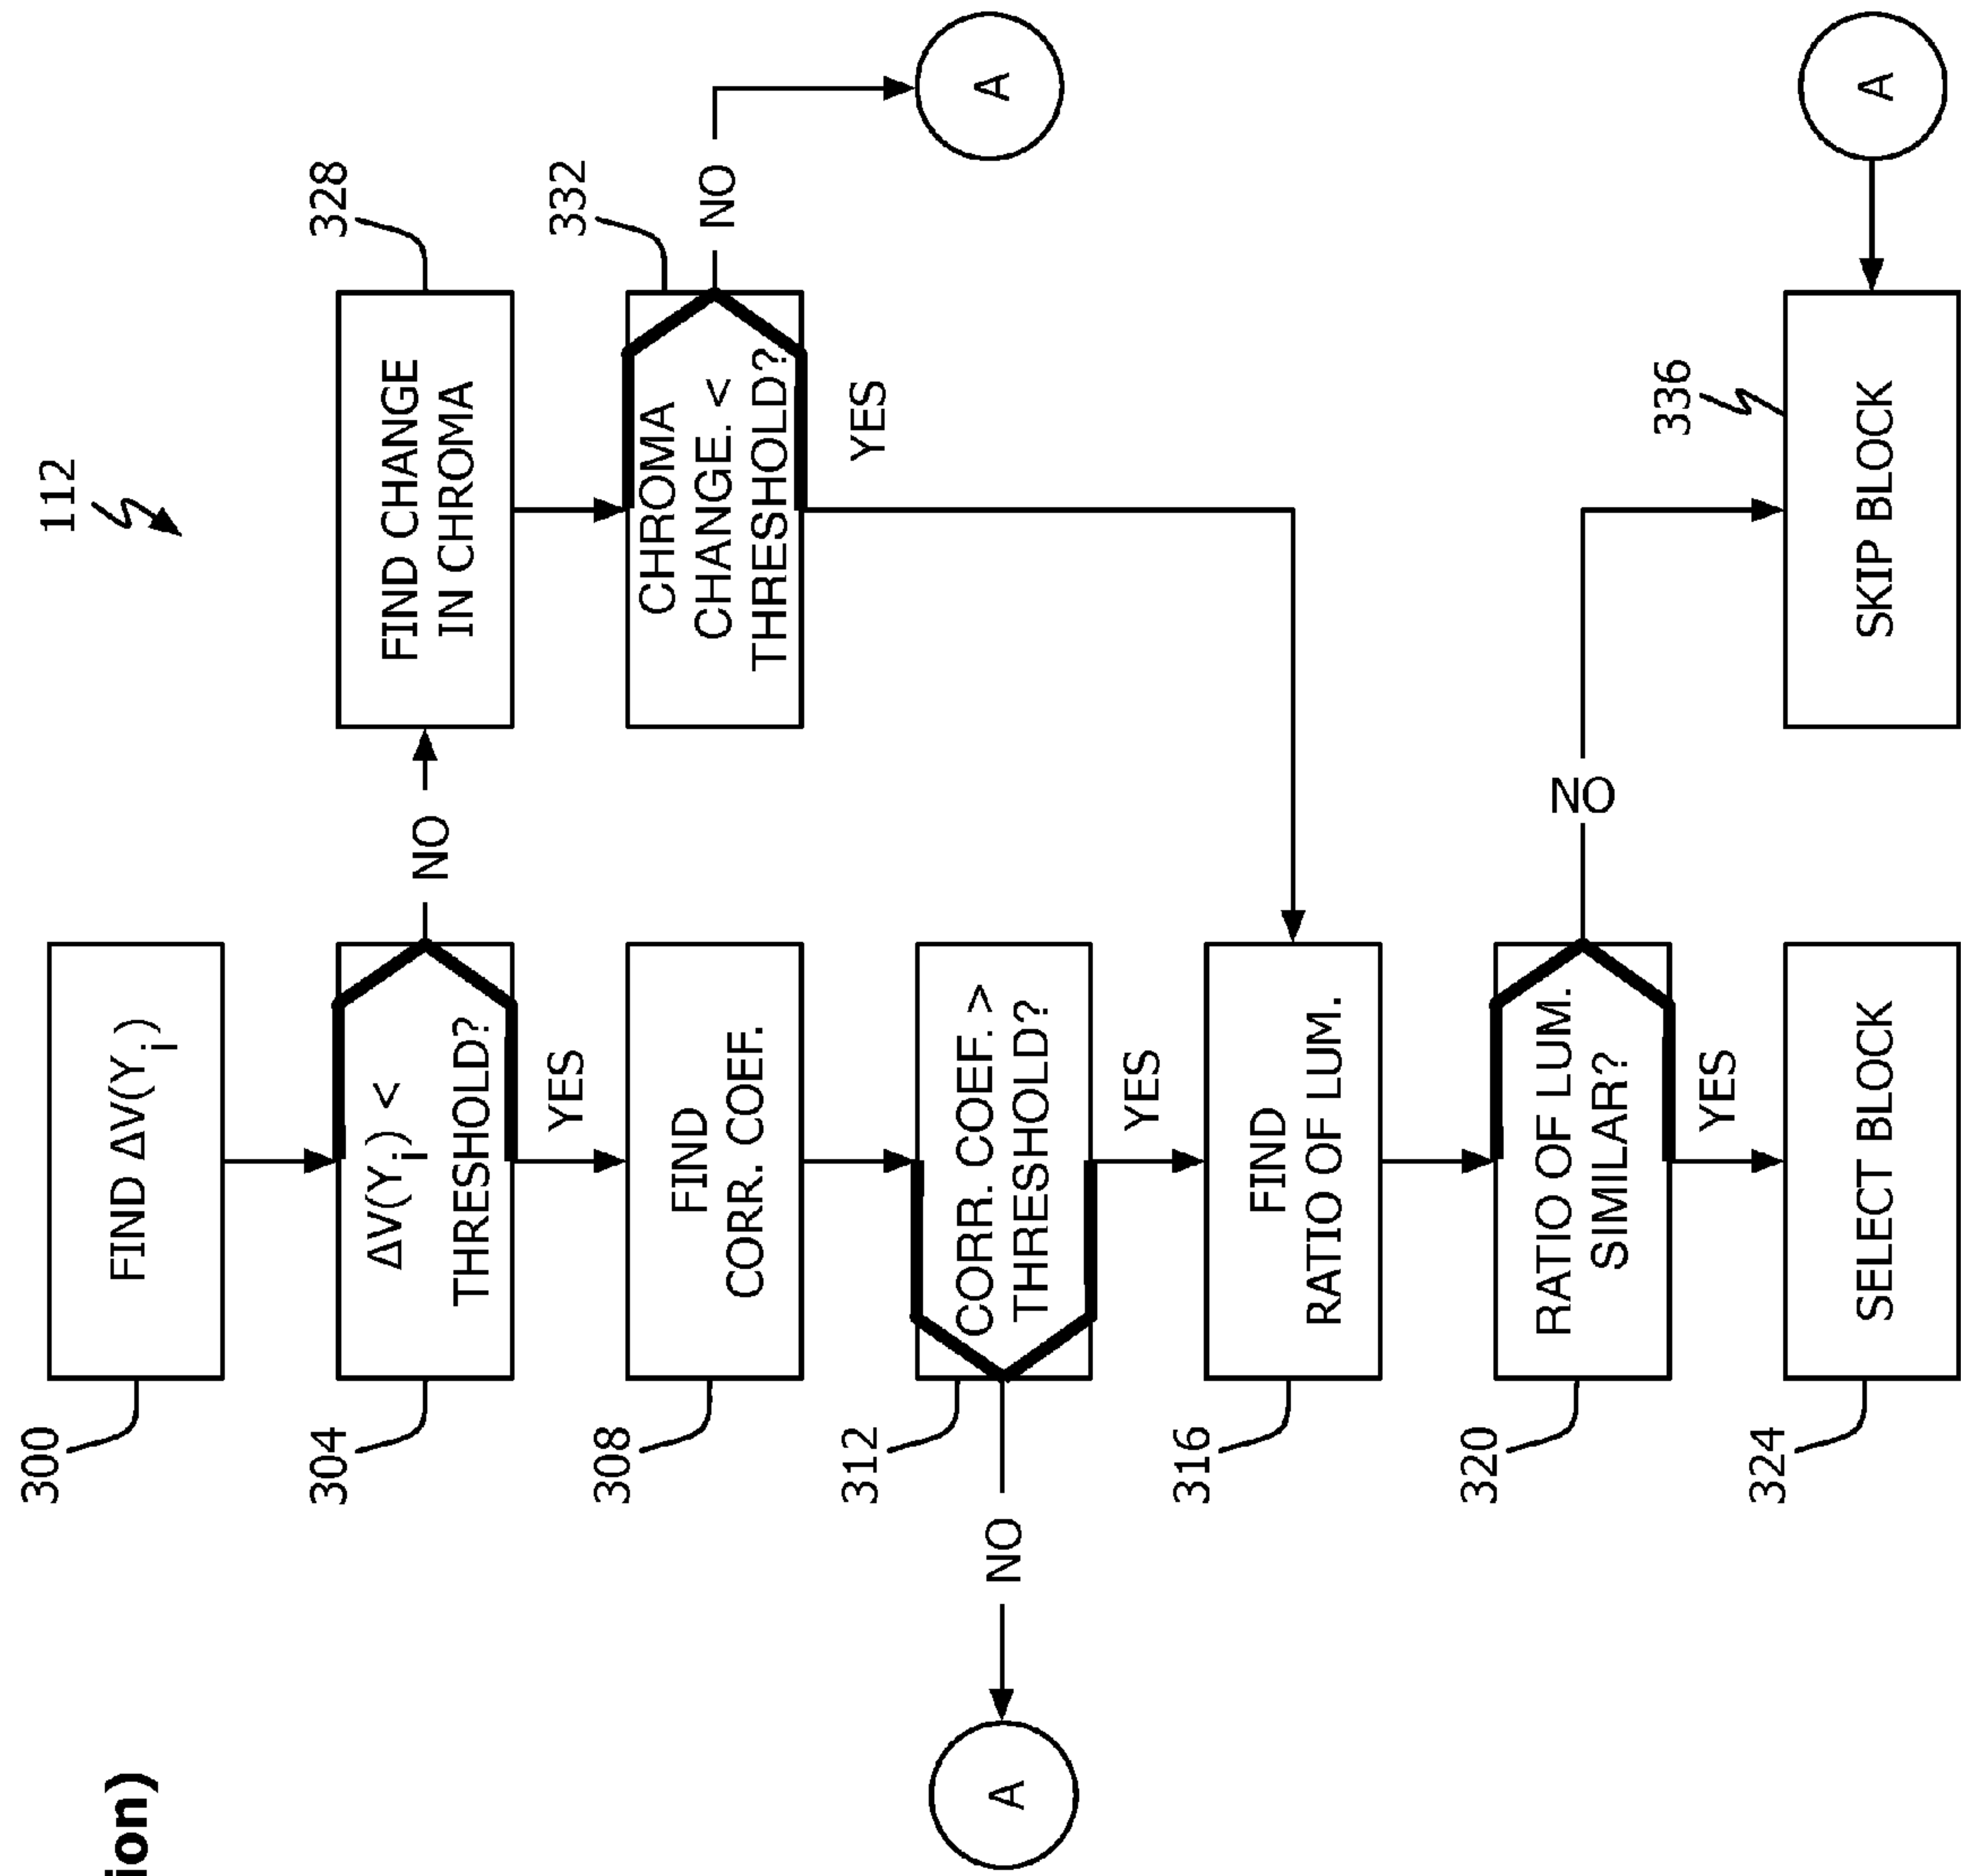 112
300
FIND ΔV(Yi)
304
ΔV(Yi) <
THRESHOLD?
NO
328
FIND CHANGE
IN CHROMA
YES
308
FIND
CORR. COEF.
332
CHROMA
CHANGE. <
THRESHOLD?
NO
A
YES
312
CORR. COEF. >
THRESHOLD?
NO
A
YES
316
FIND
RATIO OF LUM.
320
RATIO OF LUM.
SIMILAR?
NO
YES
324
SELECT BLOCK
336
SKIP BLOCK
A
ion)